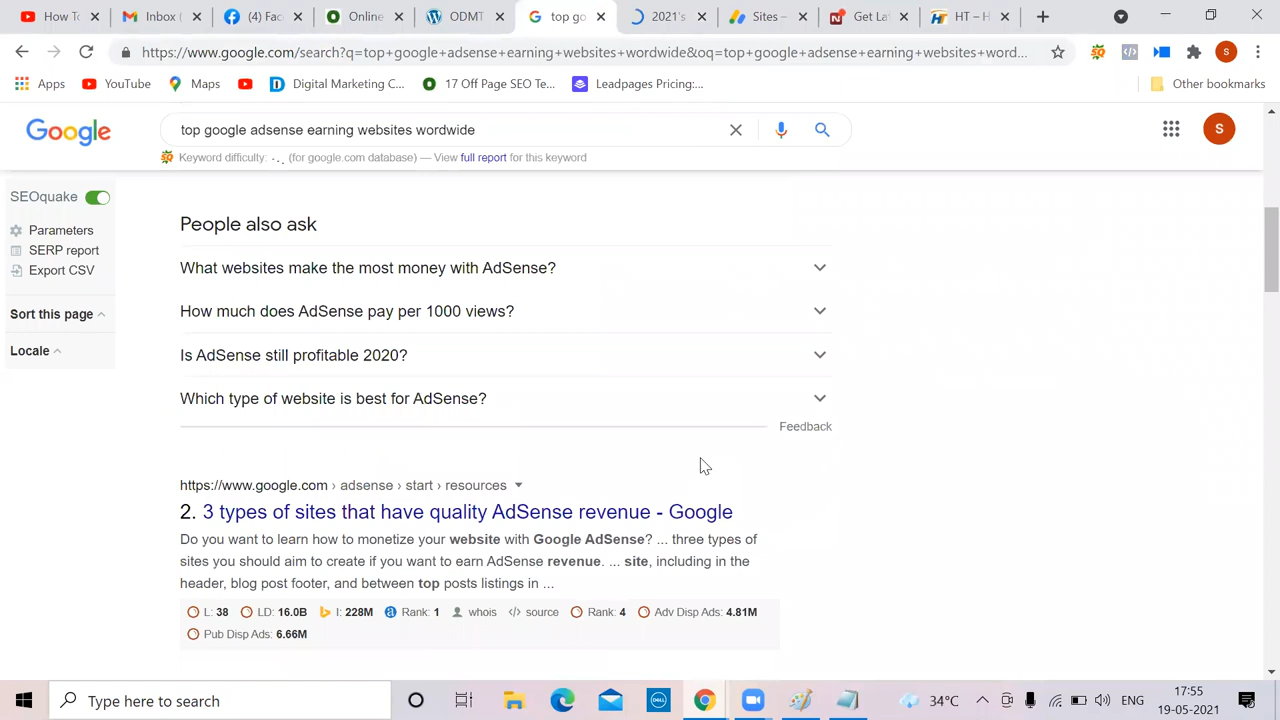 How To
Inbox (
(4) Fac
Online
ODMT
top go
2021's
Sites –
Get La
HT – H
https://www.google.com/search?q=top+google+adsense+earning+websites+wordwide&oq=top+google+adsense+earning+websites+word...
S
Apps
YouTube
Maps
Digital Marketing C...
17 Off Page SEO Te...
Leadpages Pricing:...
Other bookmarks
Google
top google adsense earning websites wordwide
S
Keyword difficulty: (for google.com database) — View full report for this keyword
SEOquake
Parameters
SERP report
Export CSV
Sort this page
Locale
People also ask
What websites make the most money with AdSense?
How much does AdSense pay per 1000 views?
Is AdSense still profitable 2020?
Which type of website is best for AdSense?
Feedback
https://www.google.com › adsense › start › resources
2. 3 types of sites that have quality AdSense revenue - Google
Do you want to learn how to monetize your website with Google AdSense? ... three types of
sites you should aim to create if you want to earn AdSense revenue. ... site, including in the
header, blog post footer, and between top posts listings in ...
L: 38 LD: 16.0B I: 228M Rank: 1 whois source Rank: 4 Adv Disp Ads: 4.81M
Pub Disp Ads: 6.66M
Type here to search
DELL
34°C
ENG
17:55
19-05-2021